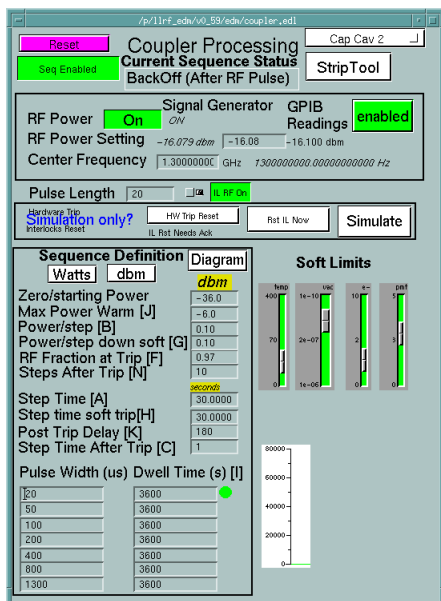 /p/llrf_edm/v0_59/edm/coupler.edl
Reset
Coupler Processing
Cap Cav 2
Seq Enabled
Current Sequence Status
BackOff (After RF Pulse)
StripTool
Signal Generator
GPIB Readings
enabled
RF Power
On
ON
RF Power Setting
-16.079 dbm
-16.08
-16.100 dbm
Center Frequency
1.3000000C
GHz
1300000000.00000000000 Hz
Pulse Length
20
IL RF On
Hardware Trip
Simulation only?
Interlocks Reset
HW Trip Reset
IL Rst Needs Ack
Rst IL Now
Simulate
Sequence Definition
Diagram
Watts
dbm
dbm
Zero/starting Power
-36.0
Max Power Warm [J]
-6.0
Power/step [B]
0.10
Power/step down soft [G]
0.10
RF Fraction at Trip [F]
0.97
Steps After Trip [N]
10
seconds
Step Time [A]
30.0000
Step time soft trip[H]
30.0000
Post Trip Delay [K]
180
Step Time After Trip [C]
1
Pulse Width (us) Dwell Time (s) [I]
20 3600
50 3600
100 3600
200 3600
400 3600
800 3600
1300 3600
Soft Limits
temp vac e- pmt
400 1e-10 10 5
70 2e-07 2 3
0 1e-06 0 0
80000
60000
40000
20000
0